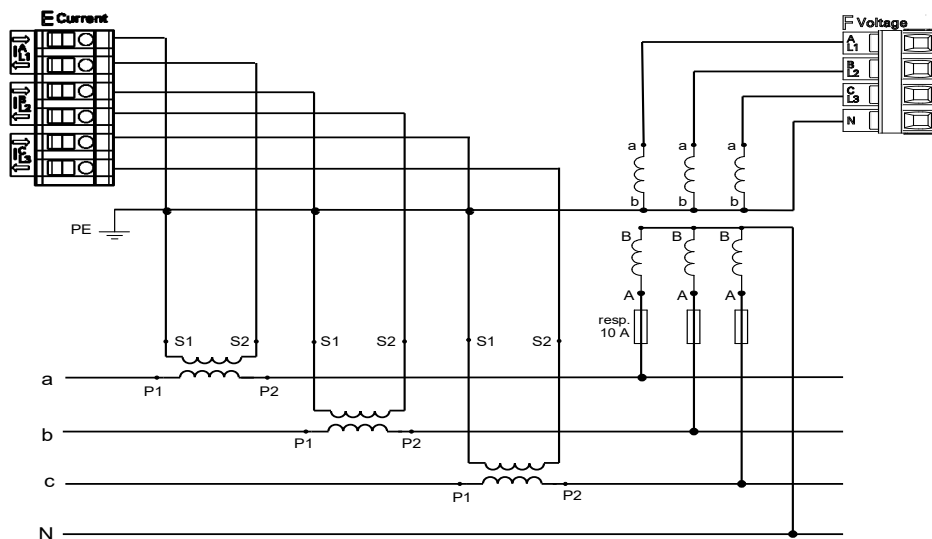 E Current
F Voltage
I A L1
I B L2
I C L3
A L1
B L2
C L3
N
a a a
b b b
PE
B B B
A A A
resp.
10 A
S1 S2 S1 S2 S1 S2
a P1 P2
b P1 P2
c P1 P2
N